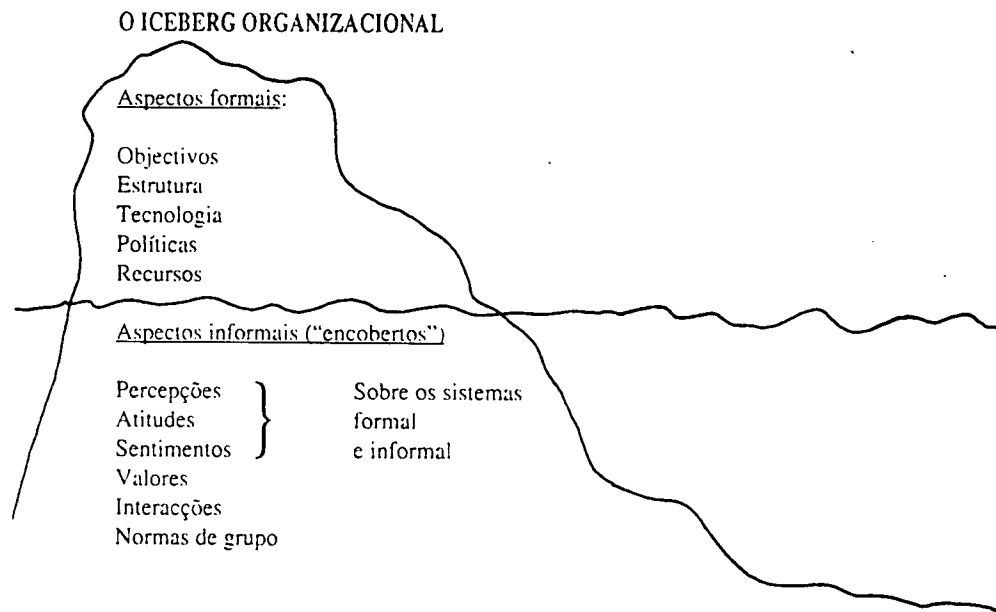 O ICEBERG ORGANIZACIONAL
Aspectos formais:
Objectivos
Estrutura
Tecnologia
Políticas
Recursos
Aspectos informais ("encobertos")
Percepções
Atitudes
Sentimentos
} Sobre os sistemas
formal
e informal
Valores
Interacções
Normas de grupo